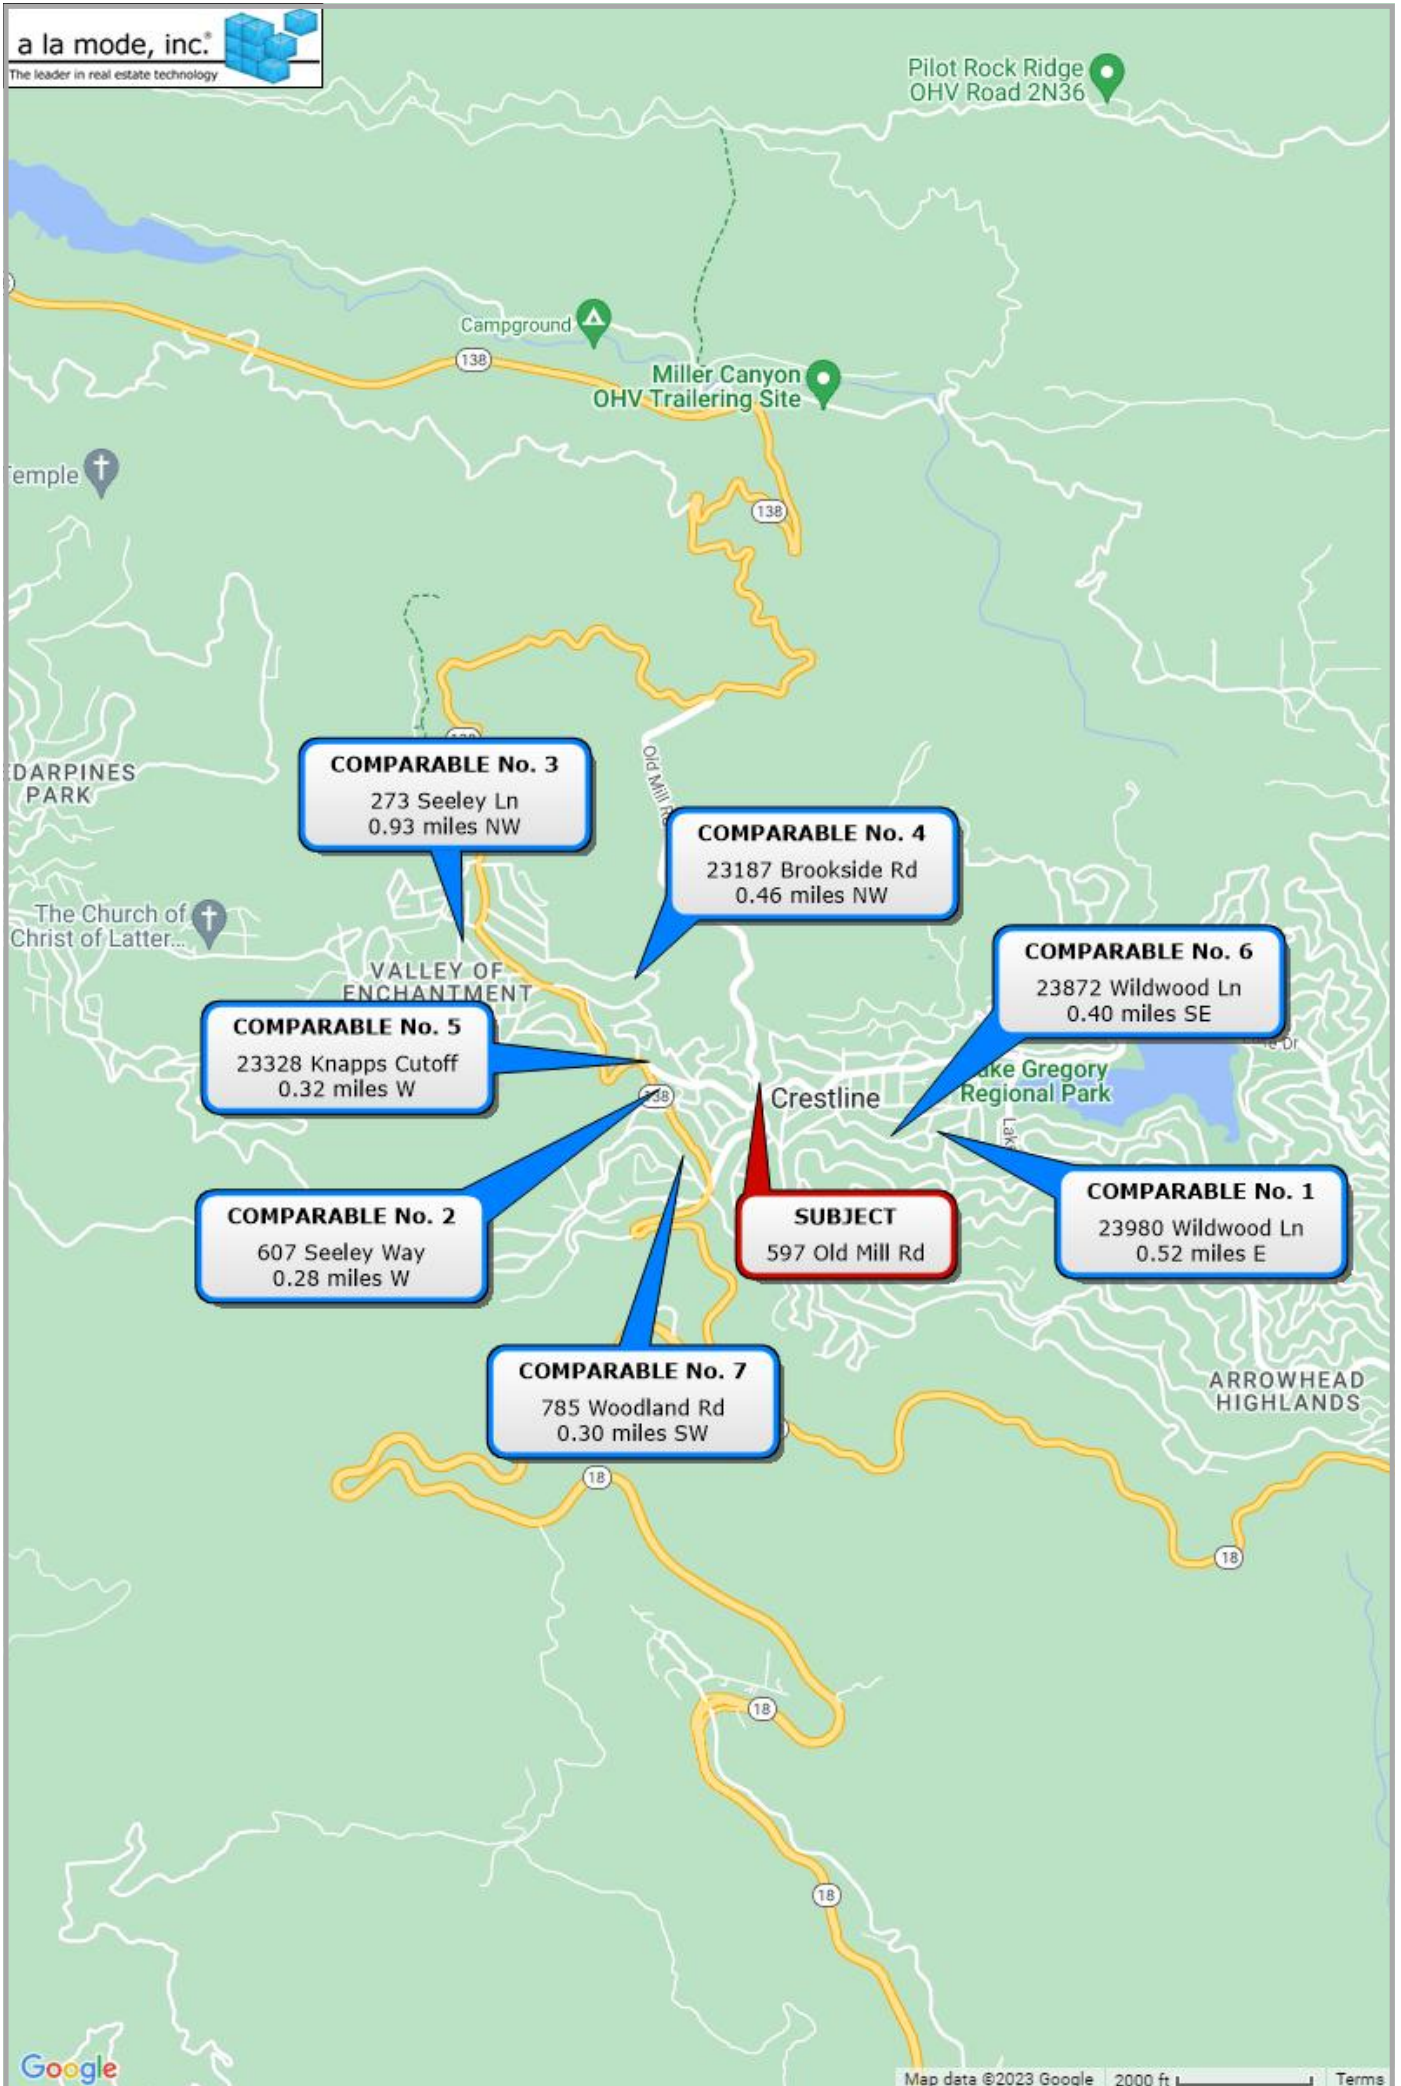 a la mode, inc.®
The leader in real estate technology
Pilot Rock Ridge
OHV Road 2N36
Campground
138
Miller Canyon
OHV Trailering Site
emple
138
DARPINES
PARK
Old Mill R
COMPARABLE No. 3
273 Seeley Ln
0.93 miles NW
COMPARABLE No. 4
23187 Brookside Rd
0.46 miles NW
The Church of
Christ of Latter...
VALLEY OF
ENCHANTMENT
COMPARABLE No. 6
23872 Wildwood Ln
0.40 miles SE
COMPARABLE No. 5
23328 Knapps Cutoff
0.32 miles W
Dr
ake Gregory
Regional Park
Crestline
Lake
COMPARABLE No. 2
607 Seeley Way
0.28 miles W
SUBJECT
597 Old Mill Rd
COMPARABLE No. 1
23980 Wildwood Ln
0.52 miles E
COMPARABLE No. 7
785 Woodland Rd
0.30 miles SW
ARROWHEAD
HIGHLANDS
18
18
18
18
Google
Map data ©2023 Google
2000 ft
Terms